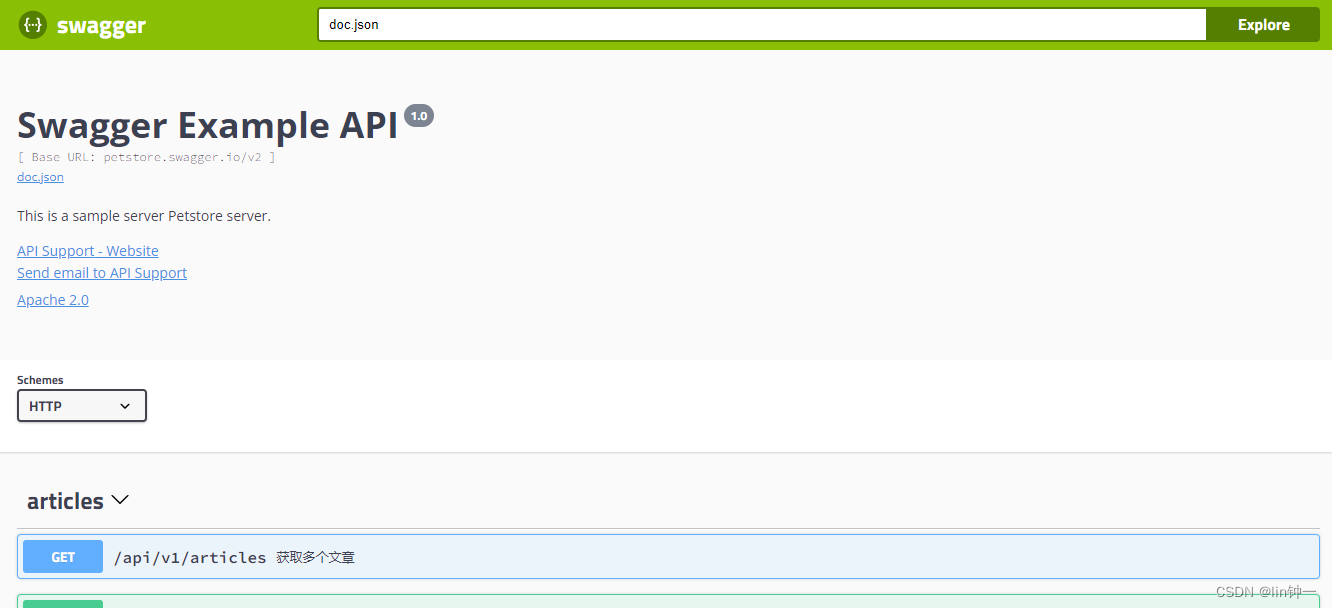 swagger
doc.json
Explore
Swagger Example API 1.0
[ Base URL: petstore.swagger.io/v2 ]
doc.json
This is a sample server Petstore server.
API Support - Website
Send email to API Support
Apache 2.0
Schemes
HTTP
articles
GET /api/v1/articles 获取多个文章
CSDN @lin钟一